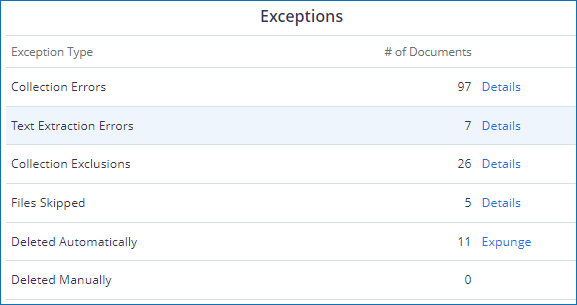 Exceptions
Exception Type # of Documents
Collection Errors 97 Details
Text Extraction Errors 7 Details
Collection Exclusions 26 Details
Files Skipped 5 Details
Deleted Automatically 11 Expunge
Deleted Manually 0